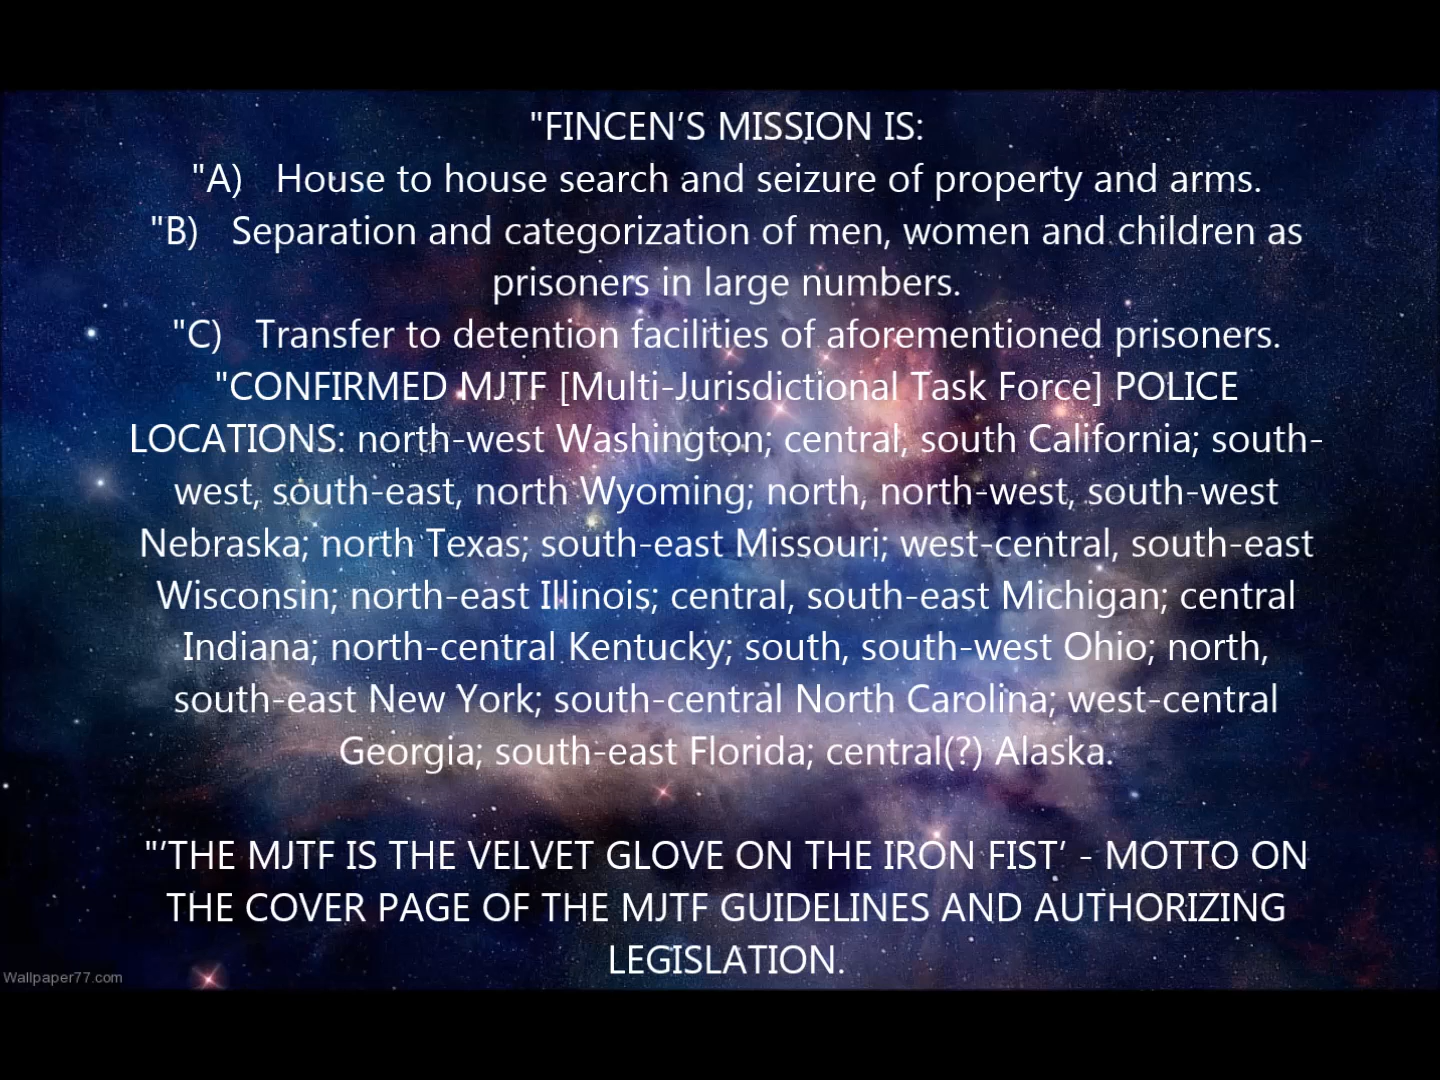 "FINCEN’S MISSION IS:
"A)   House to house search and seizure of property and arms.
"B)   Separation and categorization of men, women and children as
prisoners in large numbers.
"C)   Transfer to detention facilities of aforementioned prisoners.
"CONFIRMED MJTF [Multi-Jurisdictional Task Force] POLICE
LOCATIONS: north-west Washington; central, south California; south-
west, south-east, north Wyoming; north, north-west, south-west
Nebraska; north Texas; south-east Missouri; west-central, south-east
Wisconsin; north-east Illinois; central, south-east Michigan; central
Indiana; north-central Kentucky; south, south-west Ohio; north,
south-east New York; south-central North Carolina; west-central
Georgia; south-east Florida; central(?) Alaska.
"’THE MJTF IS THE VELVET GLOVE ON THE IRON FIST’ - MOTTO ON
THE COVER PAGE OF THE MJTF GUIDELINES AND AUTHORIZING
LEGISLATION.
Wallpaper77.com